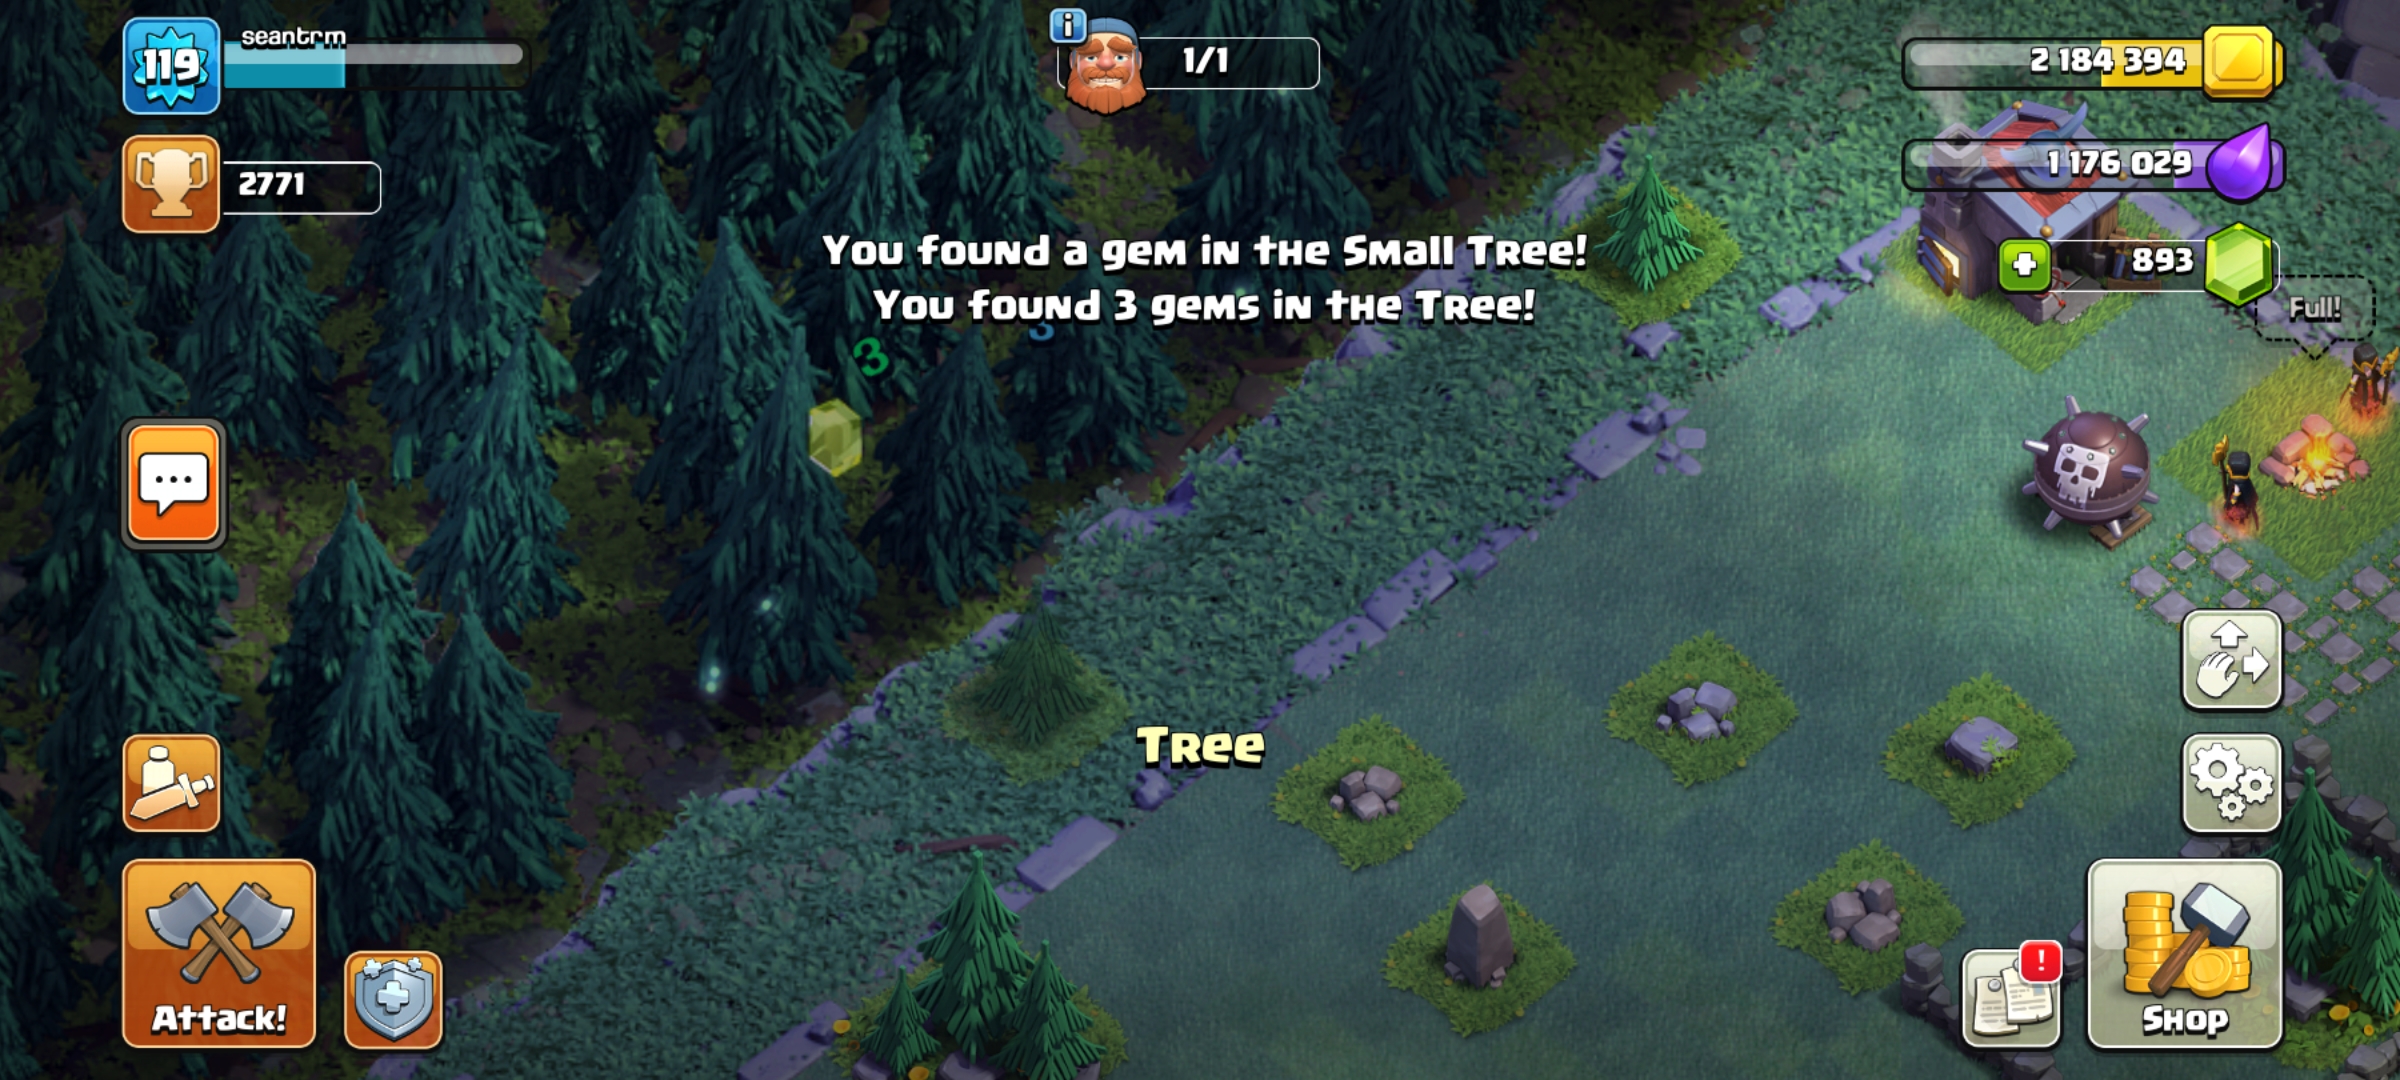 119
seantrm
1/1
2 184 394
2771
1 176 029
You found a gem in the Small Tree!
893
You found 3 gems in the Tree!
Full!
3
3
Tree
Attack!
!
Shop